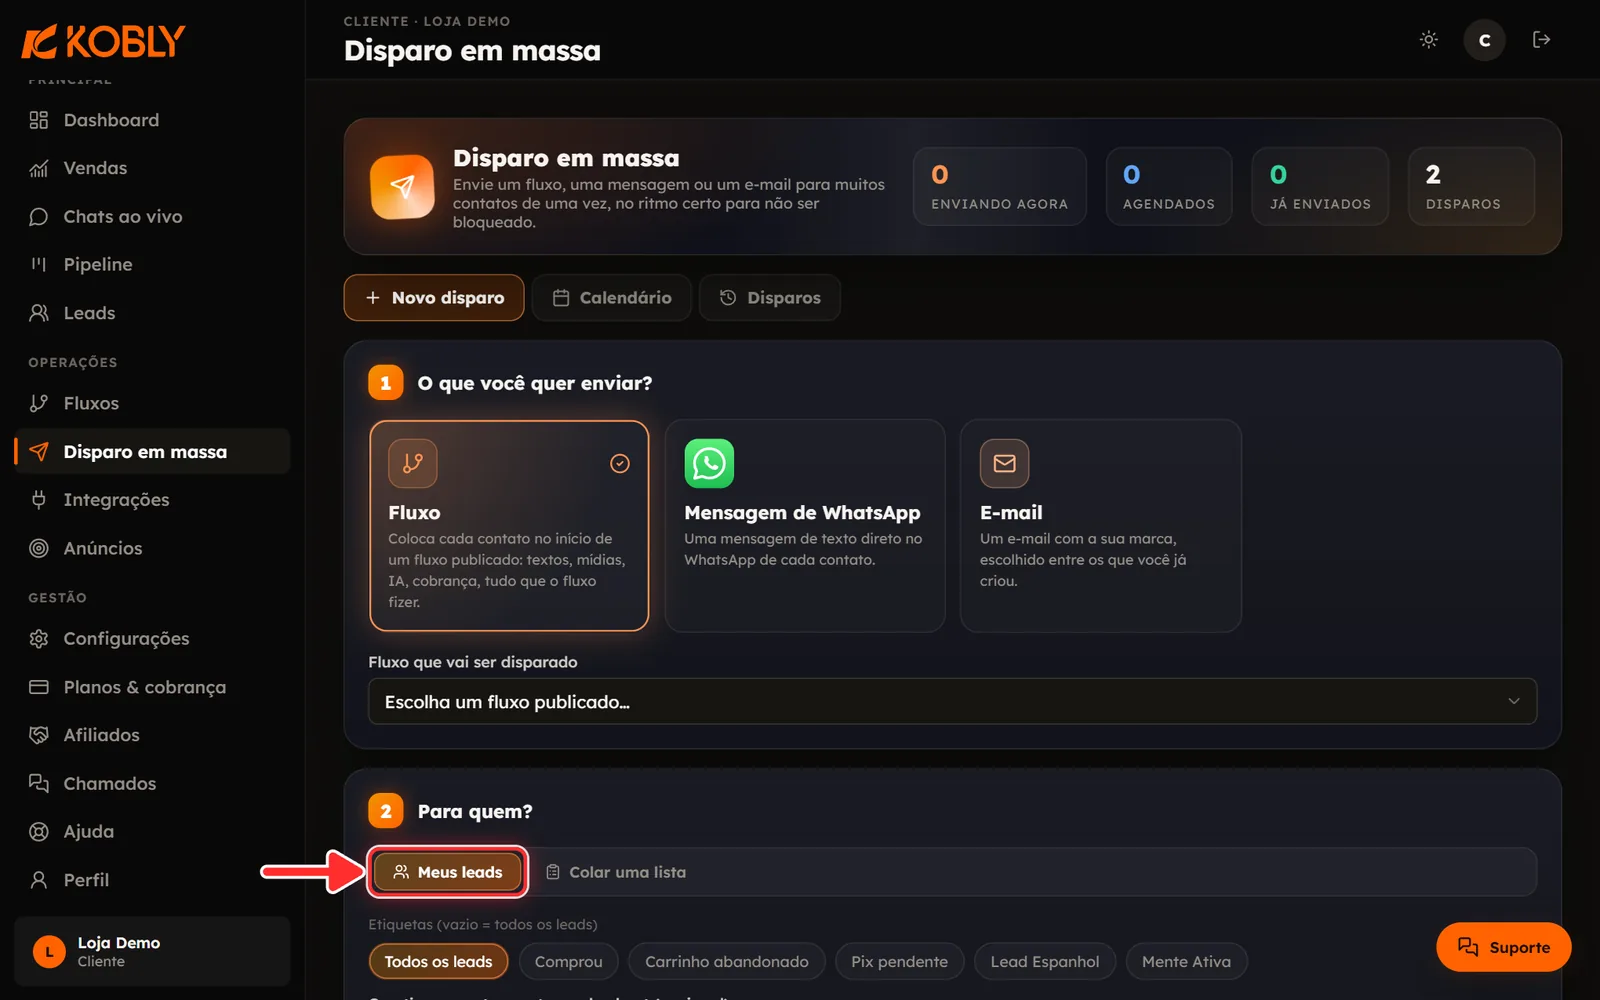 KOBLY
PRINCIPAL
Dashboard
Vendas
Chats ao vivo
Pipeline
Leads
OPERAÇÕES
Fluxos
Disparo em massa
Integrações
Anúncios
GESTÃO
Configurações
Planos & cobrança
Afiliados
Chamados
Ajuda
Perfil
L
Loja Demo
Cliente
CLIENTE · LOJA DEMO
Disparo em massa
C
Disparo em massa
Envie um fluxo, uma mensagem ou um e-mail para muitos
contatos de uma vez, no ritmo certo para não ser
bloqueado.
0
ENVIANDO AGORA
0
AGENDADOS
0
JÁ ENVIADOS
2
DISPAROS
Novo disparo
Calendário
Disparos
1 O que você quer enviar?
Fluxo
Coloca cada contato no início de
um fluxo publicado: textos, mídias,
IA, cobrança, tudo que o fluxo
fizer.
Mensagem de WhatsApp
Uma mensagem de texto direto no
WhatsApp de cada contato.
E-mail
Um e-mail com a sua marca,
escolhido entre os que você já
criou.
Fluxo que vai ser disparado
Escolha um fluxo publicado...
2 Para quem?
Meus leads
Colar uma lista
Etiquetas (vazio = todos os leads)
Todos os leads
Comprou
Carrinho abandonado
Pix pendente
Lead Espanhol
Mente Ativa
Suporte